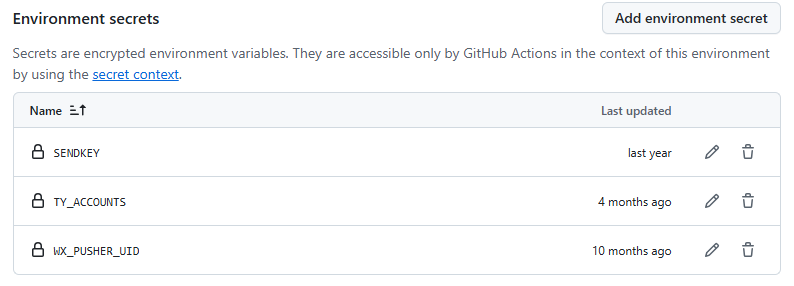 Environment secrets
Add environment secret
Secrets are encrypted environment variables. They are accessible only by GitHub Actions in the context of this environment
by using the secret context.
Name Last updated
SENDKEY last year
TY_ACCOUNTS 4 months ago
WX_PUSHER_UID 10 months ago